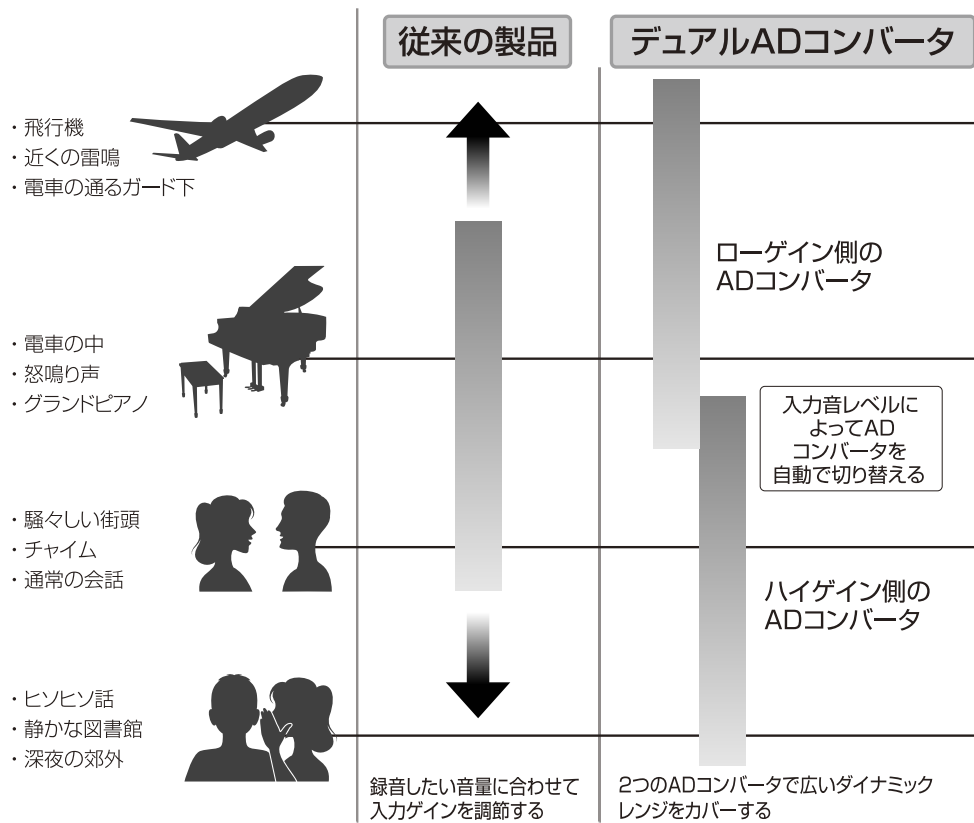 従来の製品
デュアルADコンバータ
・飛行機
・近くの雷鳴
・電車の通るガード下
ローゲイン側の
ADコンバータ
・電車の中
・怒鳴り声
・グランドピアノ
入力音レベルに
よってAD
コンバータを
自動で切り替える
・騒々しい街頭
・チャイム
・通常の会話
ハイゲイン側の
ADコンバータ
・ヒソヒソ話
・静かな図書館
・深夜の郊外
録音したい音量に合わせて
入力ゲインを調節する
2つのADコンバータで広いダイナミック
レンジをカバーする